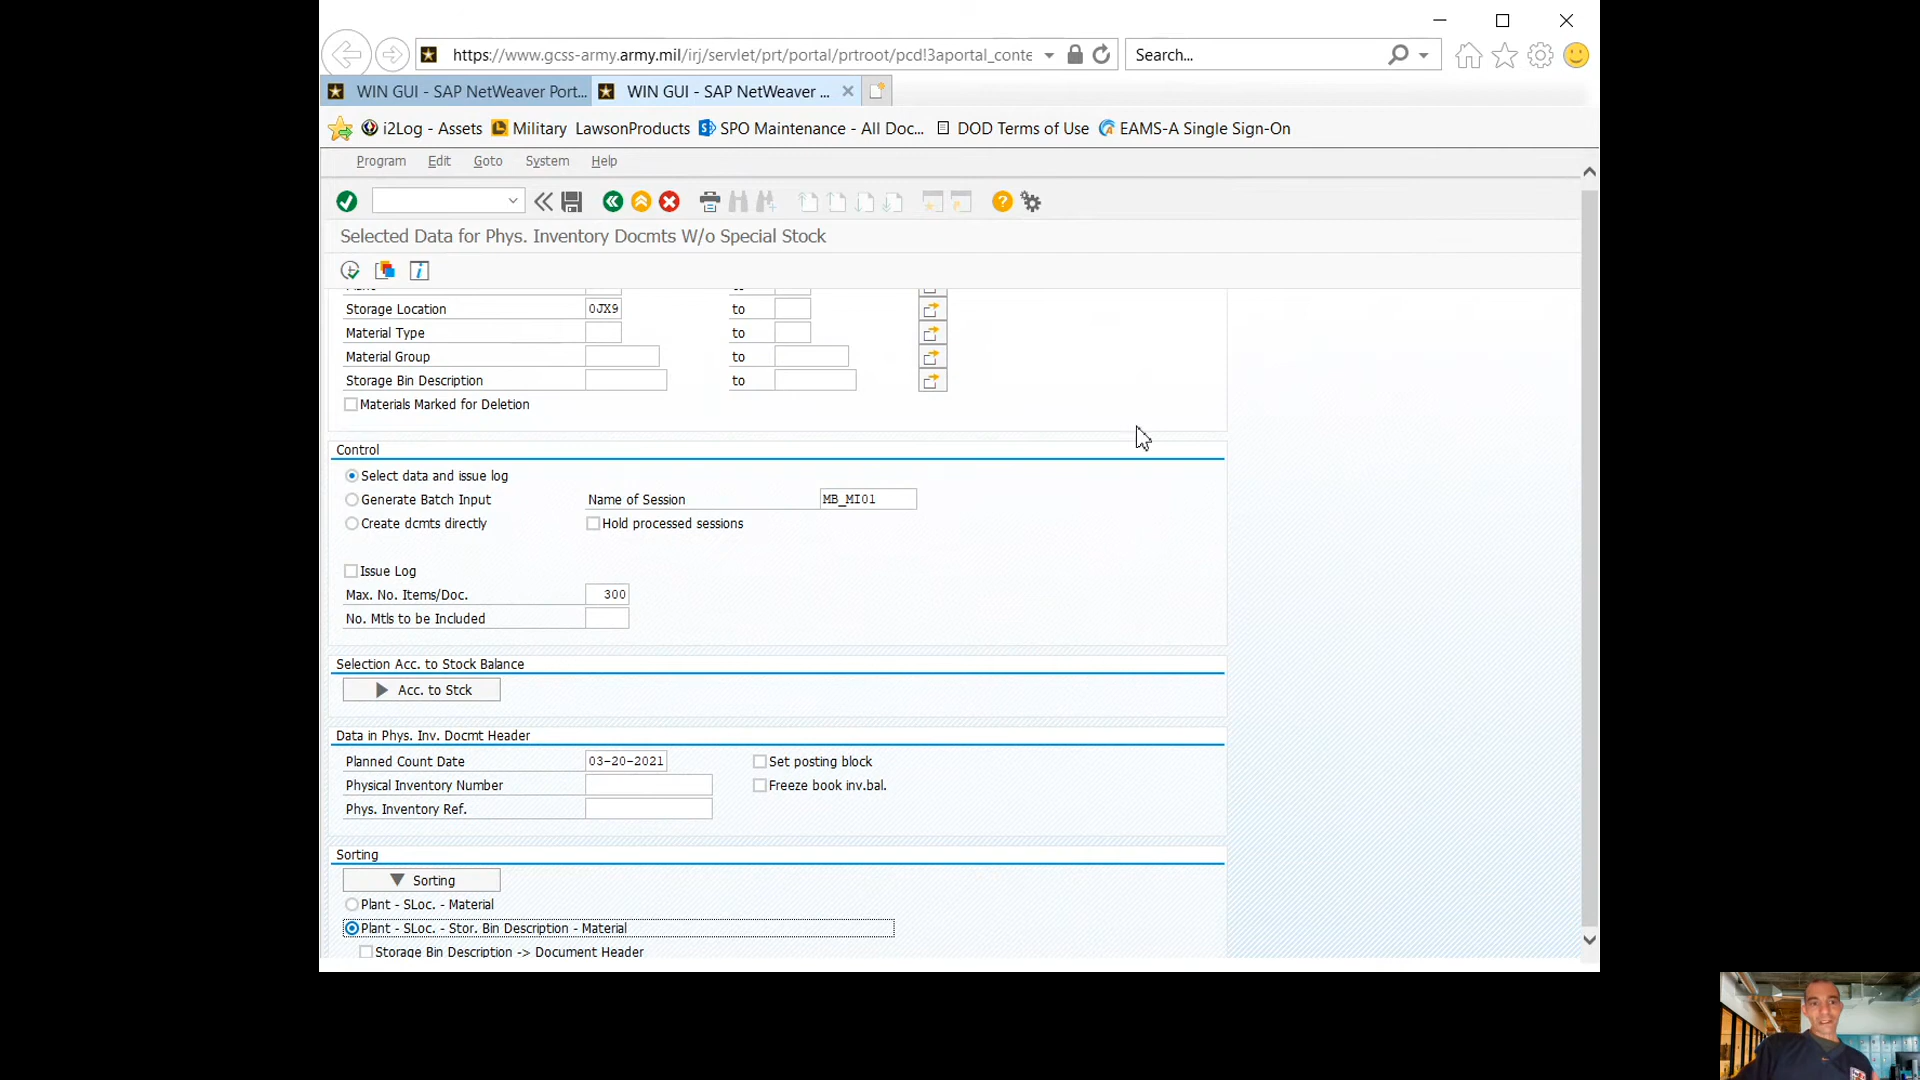 https://www.gcss-army.army.mil/irj/servlet/prt/portal/prtroot/pcd!3aportal_conte
Search...
WIN GUI - SAP NetWeaver Port...
WIN GUI - SAP NetWeaver ...
i2Log - Assets
Military
LawsonProducts
SPO Maintenance - All Doc...
DOD Terms of Use
EAMS-A Single Sign-On
Program Edit Goto System Help
Selected Data for Phys. Inventory Docmts W/o Special Stock
Storage Location 0JX9 to
Material Type to
Material Group to
Storage Bin Description to
Materials Marked for Deletion
Control
Select data and issue log
Generate Batch Input Name of Session MB_MI01
Create dcmts directly Hold processed sessions
Issue Log
Max. No. Items/Doc. 300
No. Mtls to be Included
Selection Acc. to Stock Balance
Acc. to Stck
Data in Phys. Inv. Docmt Header
Planned Count Date 03-20-2021 Set posting block
Physical Inventory Number Freeze book inv.bal.
Phys. Inventory Ref.
Sorting
Sorting
Plant - SLoc. - Material
Plant - SLoc. - Stor. Bin Description - Material
Storage Bin Description -> Document Header